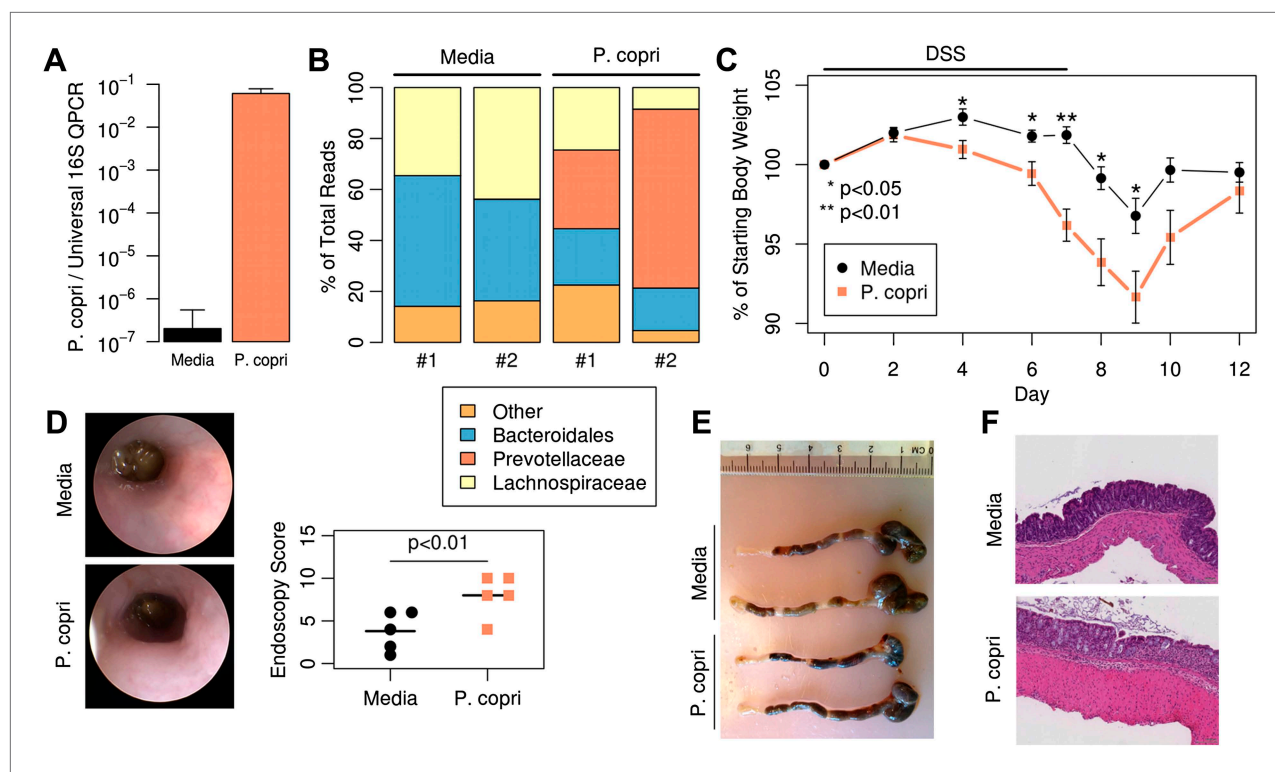 A
P. copri / Universal 16S QPCR
10−1
10−2
10−3
10−4
10−5
10−6
10−7
Media
P. copri
B
Media
P. copri
% of Total Reads
100
80
60
40
20
0
#1
#2
#1
#2
Other
Bacteroidales
Prevotellaceae
Lachnospiraceae
C
DSS
% of Starting Body Weight
105
100
95
90
*
*
**
*
*
* p<0.05
** p<0.01
Media
P. copri
0
2
4
6
8
10
12
Day
D
Media
P. copri
Endoscopy Score
15
10
5
0
p<0.01
Media
P. copri
E
6
5
4
3
2
1
0 CM
Media
P. copri
F
Media
P. copri